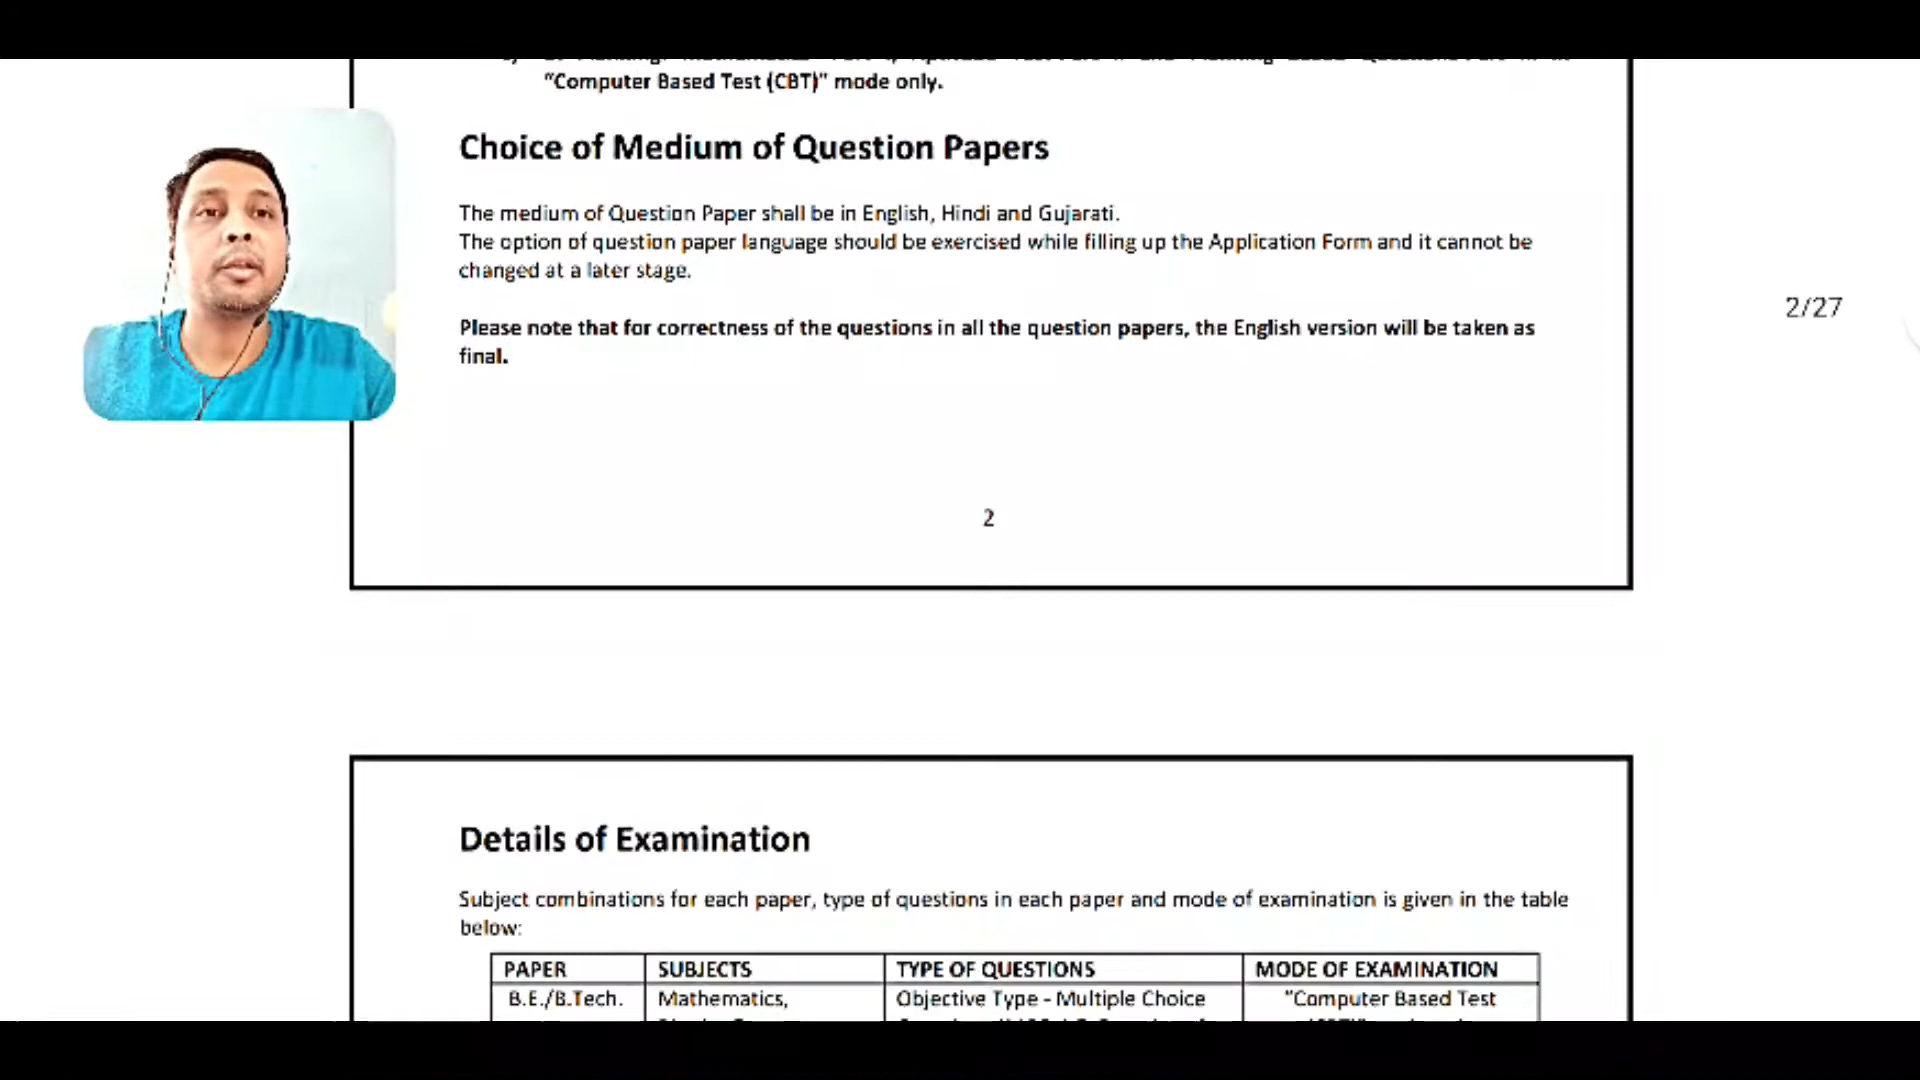 "Computer Based Test (CBT)" mode only.
Choice of Medium of Question Papers
The medium of Question Paper shall be in English, Hindi and Gujarati.
The option of question paper language should be exercised while filling up the Application Form and it cannot be
changed at a later stage.
2/27
Please note that for correctness of the questions in all the question papers, the English version will be taken as
final.
2
Details of Examination
Subject combinations for each paper, type of questions in each paper and mode of examination is given in the table
below:
PAPER SUBJECTS TYPE OF QUESTIONS MODE OF EXAMINATION
B.E./B.Tech. Mathematics, Objective Type - Multiple Choice "Computer Based Test